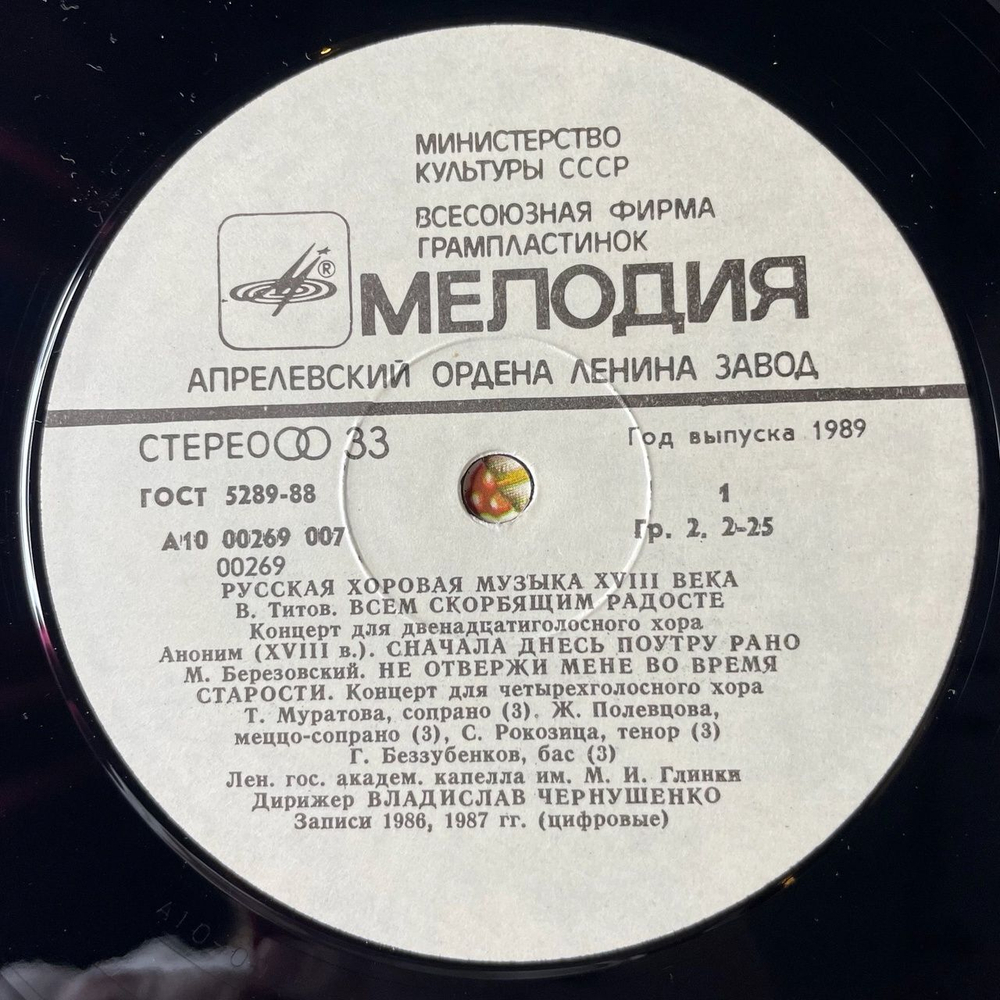 МИНИСТЕРСТВО
КУЛЬТУРЫ СССР
ВСЕСОЮЗНАЯ ФИРМА
ГРАМПЛАСТИНОК
®
МЕЛОДИЯ
АПРЕЛЕВСКИЙ ОРДЕНА ЛЕНИНА ЗАВОД
СТЕРЕО 33
Год выпуска 1989
ГОСТ 5289-88
1
А10 00269 007
Гр. 2. 2-25
00269
РУССКАЯ ХОРОВАЯ МУЗЫКА XVIII ВЕКА
В. Титов. ВСЕМ СКОРБЯЩИМ РАДОСТЕ
Концерт для двенадцатиголосного хора
Аноним (XVIII в.). СНАЧАЛА ДНЕСЬ ПОУТРУ РАНО
М. Березовский. НЕ ОТВЕРЖИ МЕНЕ ВО ВРЕМЯ
СТАРОСТИ. Концерт для четырехголосного хора
Т. Муратова, сопрано (3). Ж. Полевцова,
меццо-сопрано (3), С. Рокозица, тенор (3)
Г. Беззубенков, бас (3)
Лен. гос. академ. капелла им. М. И. Глинки
Дирижер ВЛАДИСЛАВ ЧЕРНУШЕНКО
Записи 1986, 1987 гг. (цифровые)